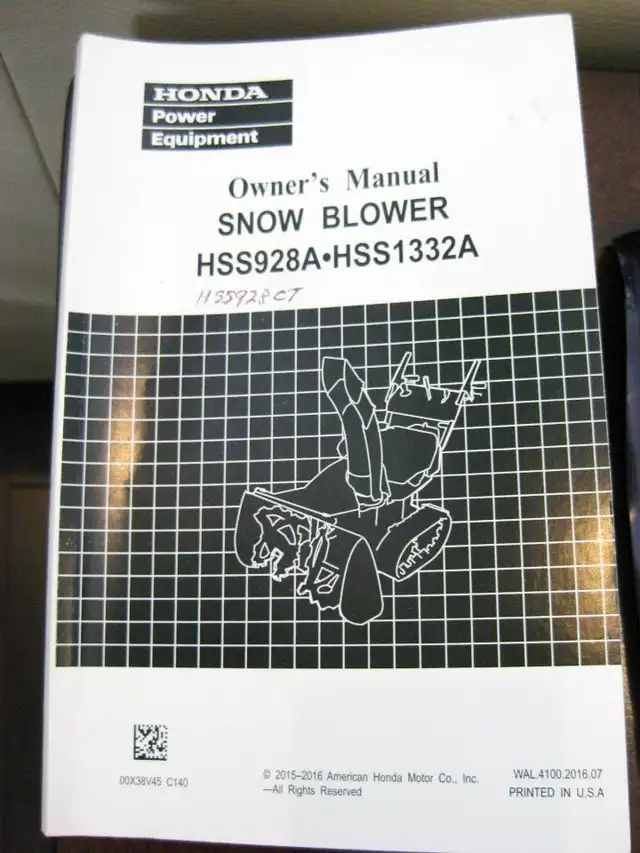 HONDA
Power
Equipment
Owner's Manual
SNOW BLOWER
HSS928A•HSS1332A
HSS928CT
00X38V45 C140
© 2015–2016 American Honda Motor Co., Inc.
—All Rights Reserved
WAL.4100.2016.07
PRINTED IN U.S.A